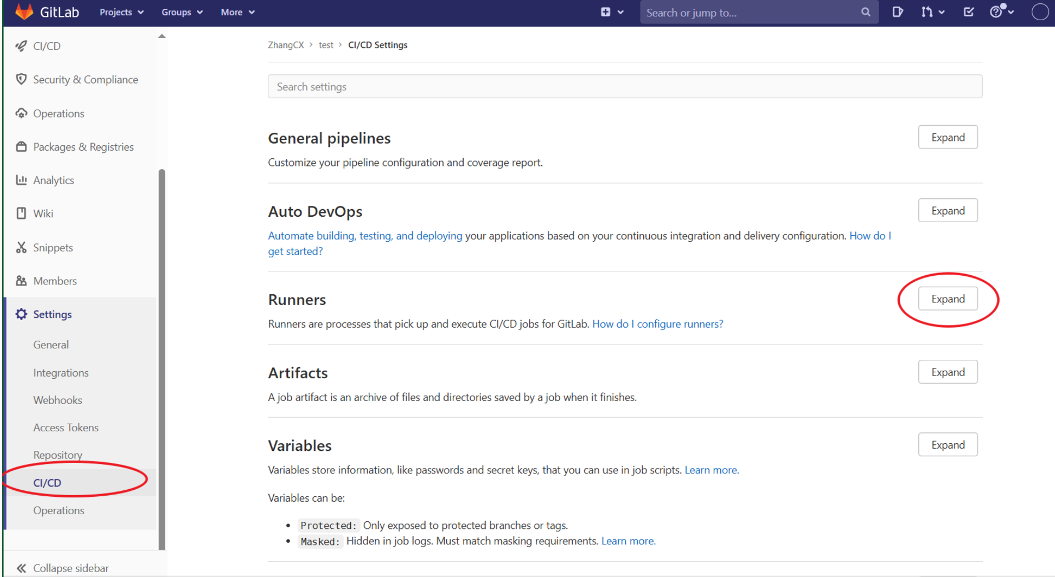 GitLab Projects Groups More Search or jump to...
CI/CD
Security & Compliance
Operations
Packages & Registries
Analytics
Wiki
Snippets
Members
Settings
General
Integrations
Webhooks
Access Tokens
Repository
CI/CD
Operations
Collapse sidebar
ZhangCX > test > CI/CD Settings
Search settings
General pipelines
Expand
Customize your pipeline configuration and coverage report.
Auto DevOps
Expand
Automate building, testing, and deploying your applications based on your continuous integration and delivery configuration. How do I
get started?
Runners
Expand
Runners are processes that pick up and execute CI/CD jobs for GitLab. How do I configure runners?
Artifacts
Expand
A job artifact is an archive of files and directories saved by a job when it finishes.
Variables
Expand
Variables store information, like passwords and secret keys, that you can use in job scripts. Learn more.
Variables can be:
• Protected: Only exposed to protected branches or tags.
• Masked: Hidden in job logs. Must match masking requirements. Learn more.